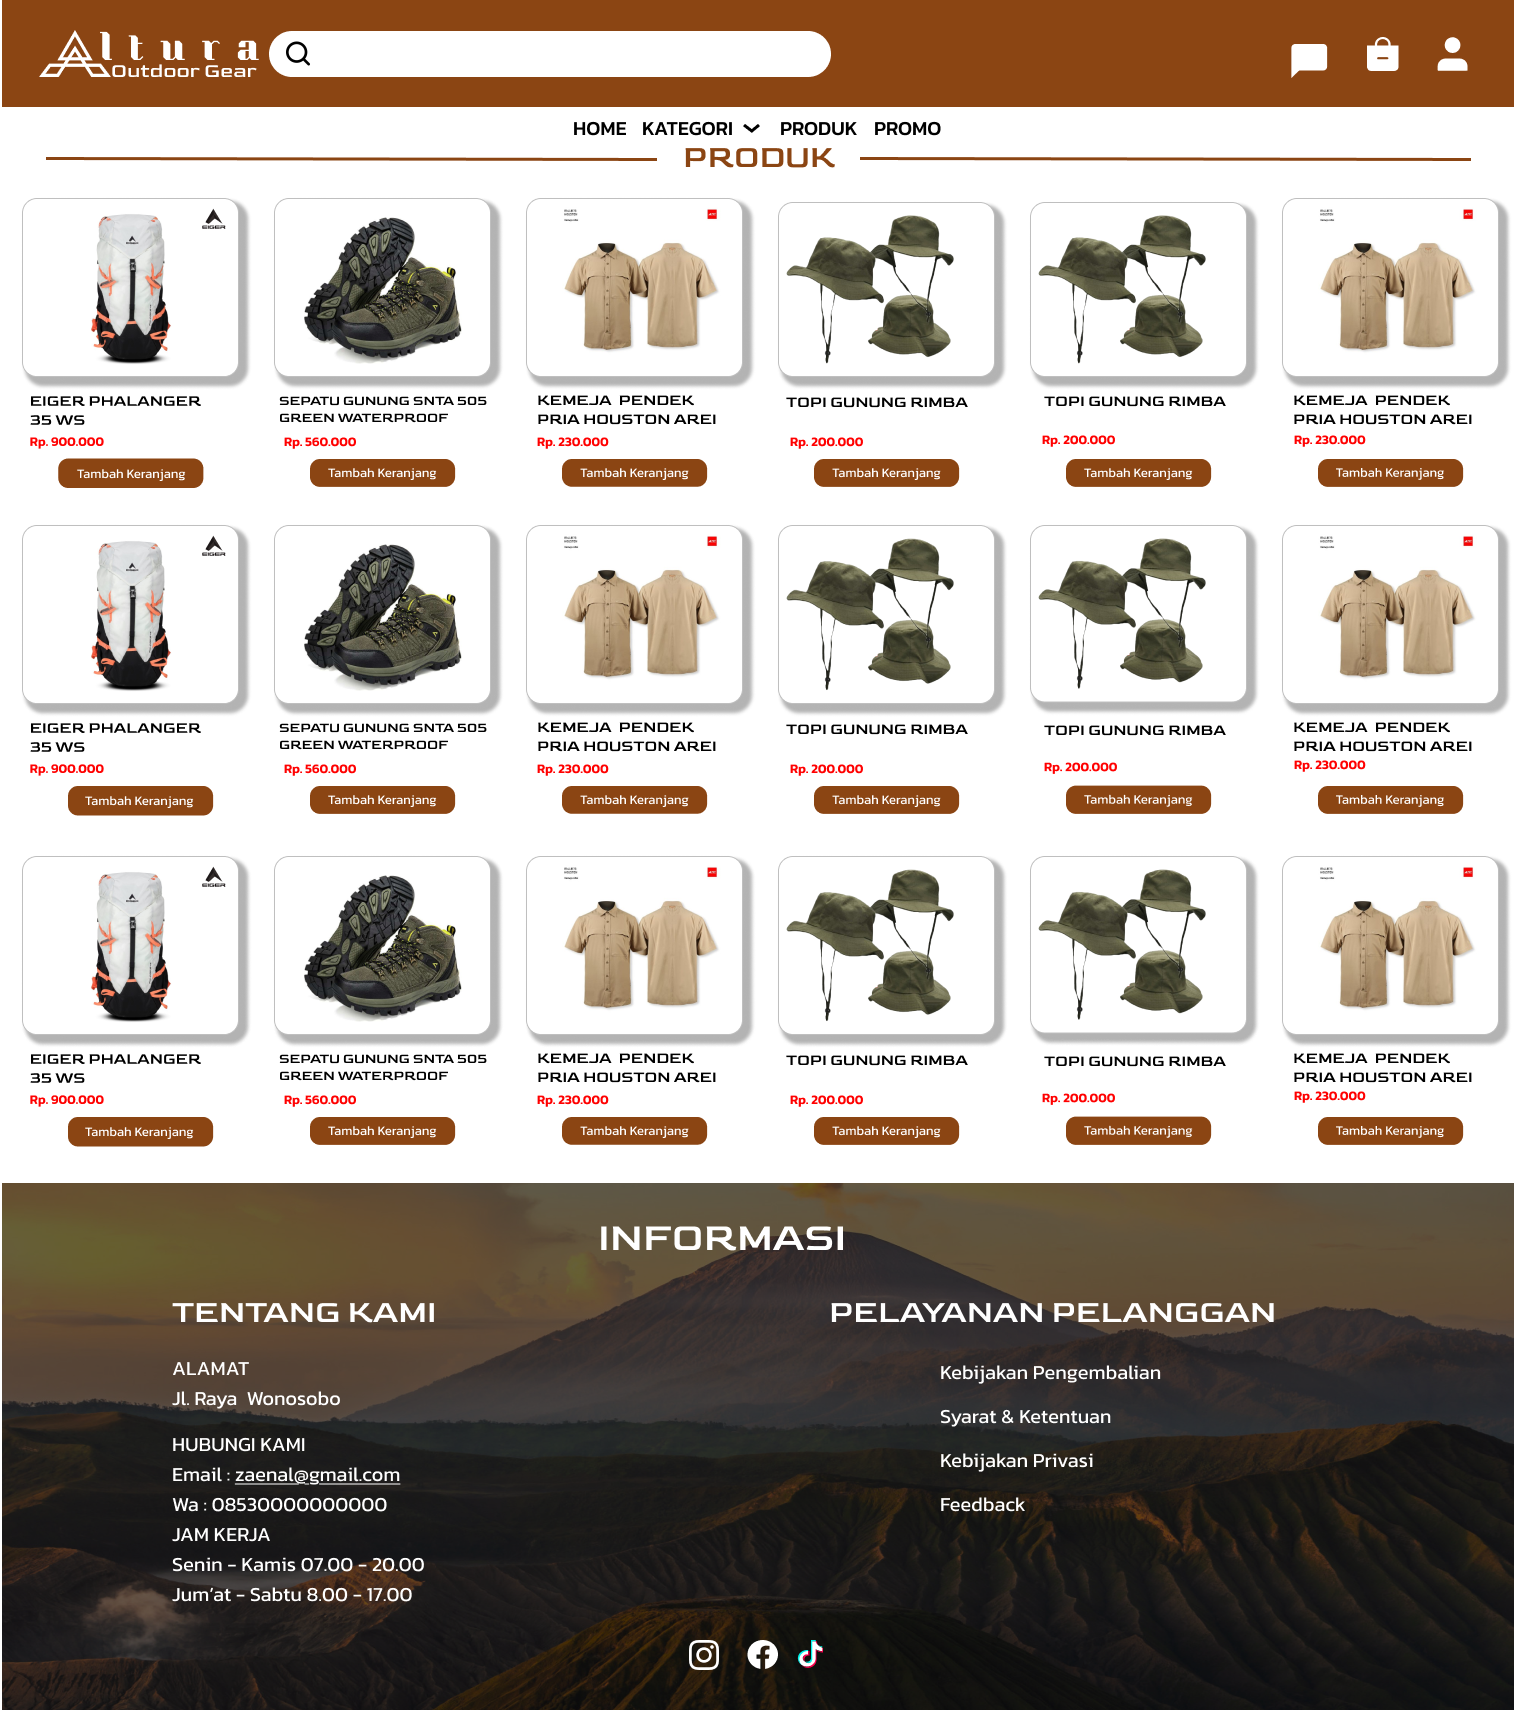 Altura
Outdoor Gear
HOME KATEGORI PRODUK PROMO
PRODUK
EIGER
EIGER PHALANGER
35 WS
Rp. 900.000
Tambah Keranjang
SEPATU GUNUNG SNTA 505
GREEN WATERPROOF
Rp. 560.000
Tambah Keranjang
KEMEJA PENDEK
PRIA HOUSTON AREI
Rp. 230.000
Tambah Keranjang
TOPI GUNUNG RIMBA
Rp. 200.000
Tambah Keranjang
TOPI GUNUNG RIMBA
Rp. 200.000
Tambah Keranjang
KEMEJA PENDEK
PRIA HOUSTON AREI
Rp. 230.000
Tambah Keranjang
EIGER
EIGER PHALANGER
35 WS
Rp. 900.000
Tambah Keranjang
SEPATU GUNUNG SNTA 505
GREEN WATERPROOF
Rp. 560.000
Tambah Keranjang
KEMEJA PENDEK
PRIA HOUSTON AREI
Rp. 230.000
Tambah Keranjang
TOPI GUNUNG RIMBA
Rp. 200.000
Tambah Keranjang
TOPI GUNUNG RIMBA
Rp. 200.000
Tambah Keranjang
KEMEJA PENDEK
PRIA HOUSTON AREI
Rp. 230.000
Tambah Keranjang
EIGER
EIGER PHALANGER
35 WS
Rp. 900.000
Tambah Keranjang
SEPATU GUNUNG SNTA 505
GREEN WATERPROOF
Rp. 560.000
Tambah Keranjang
KEMEJA PENDEK
PRIA HOUSTON AREI
Rp. 230.000
Tambah Keranjang
TOPI GUNUNG RIMBA
Rp. 200.000
Tambah Keranjang
TOPI GUNUNG RIMBA
Rp. 200.000
Tambah Keranjang
KEMEJA PENDEK
PRIA HOUSTON AREI
Rp. 230.000
Tambah Keranjang
INFORMASI
TENTANG KAMI
ALAMAT
Jl. Raya Wonosobo
HUBUNGI KAMI
Email : zaenal@gmail.com
Wa : 08530000000000
JAM KERJA
Senin - Kamis 07.00 - 20.00
Jum'at - Sabtu 8.00 - 17.00
PELAYANAN PELANGGAN
Kebijakan Pengembalian
Syarat & Ketentuan
Kebijakan Privasi
Feedback